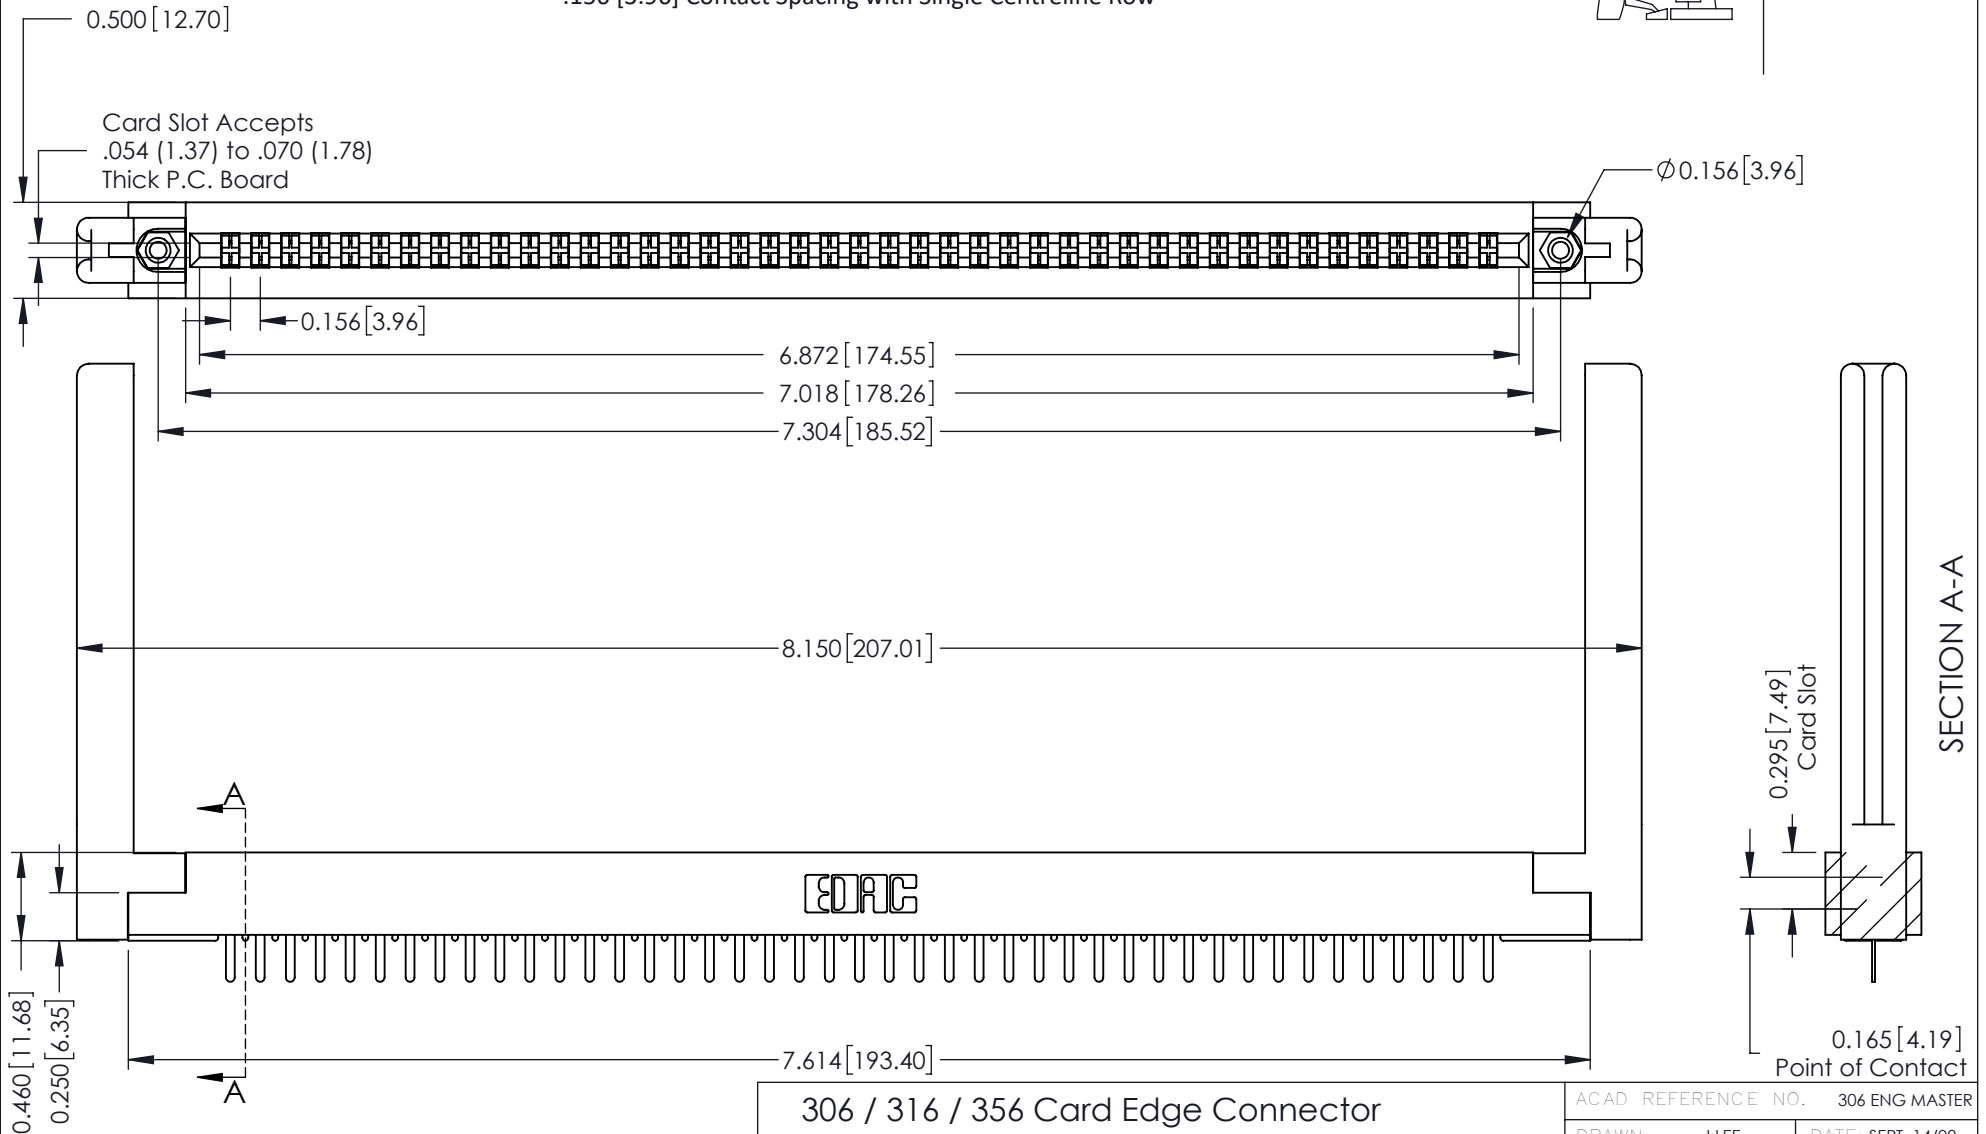 .156 [3.96] Contact Spacing with Single Centreline Row
0.500 [12.70]
Card Slot Accepts
.054 (1.37) to .070 (1.78)
Thick P.C. Board
Ø0.156[3.96]
0.156[3.96]
6.872[174.55]
7.018[178.26]
7.304[185.52]
8.150[207.01]
SECTION A-A
0.295[7.49]
Card Slot
A
EDAC
0.460[11.68]
0.250[6.35]
7.614[193.40]
A
0.165[4.19]
Point of Contact
306 / 316 / 356 Card Edge Connector
ACAD REFERENCE NO. 306 ENG MASTER